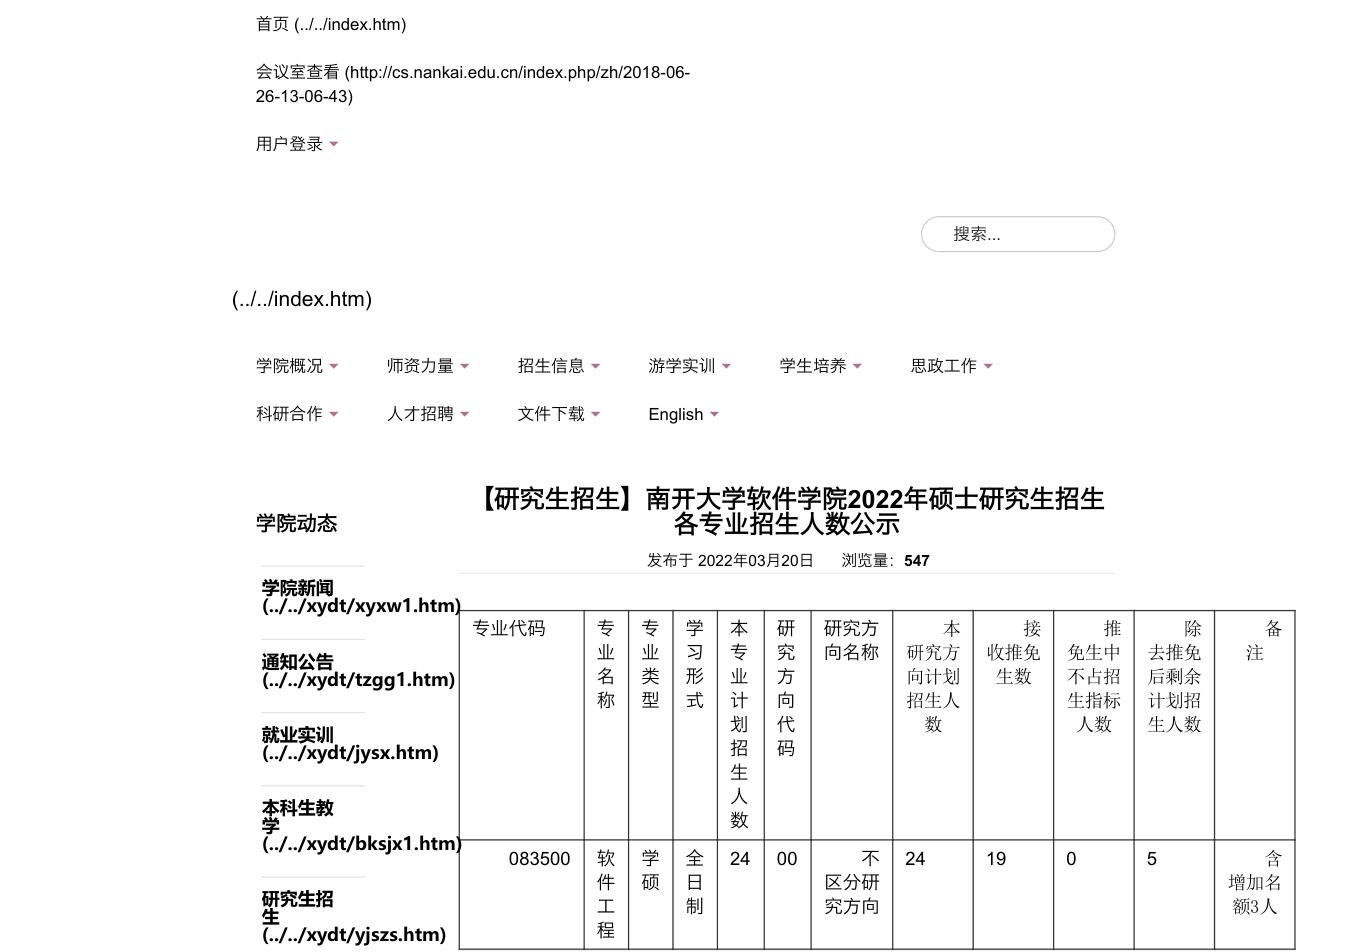 首页 (../../index.htm)
会议室查看 (http://cs.nankai.edu.cn/index.php/zh/2018-06-
26-13-06-43)
用户登录
搜索...
(../../index.htm)
学院概况 师资力量 招生信息 游学实训 学生培养 思政工作
科研合作 人才招聘 文件下载 English
【研究生招生】南开大学软件学院2022年硕士研究生招生
各专业招生人数公示
发布于 2022年03月20日 浏览量： 547
学院动态
学院新闻
(../../xydt/xyxw1.htm)
通知公告
(../../xydt/tzgg1.htm)
就业实训
(../../xydt/jysx.htm)
本科生教
学
(../../xydt/bksjx1.htm)
研究生招
生
(../../xydt/yjszs.htm)
专业代码
专
业
名
称
专
业
类
型
学
习
形
式
本
专
业
计
划
招
生
人
数
研
究
方
向
代
码
研究方
向名称
本
研究方
向计划
招生人
数
接
收推免
生数
推
免生中
不占招
生指标
人数
除
去推免
后剩余
计划招
生人数
备
注
083500
软
件
工
程
学
硕
全
日
制
24
00
不
区分研
究方向
24
19
0
5
含
增加名
额3人